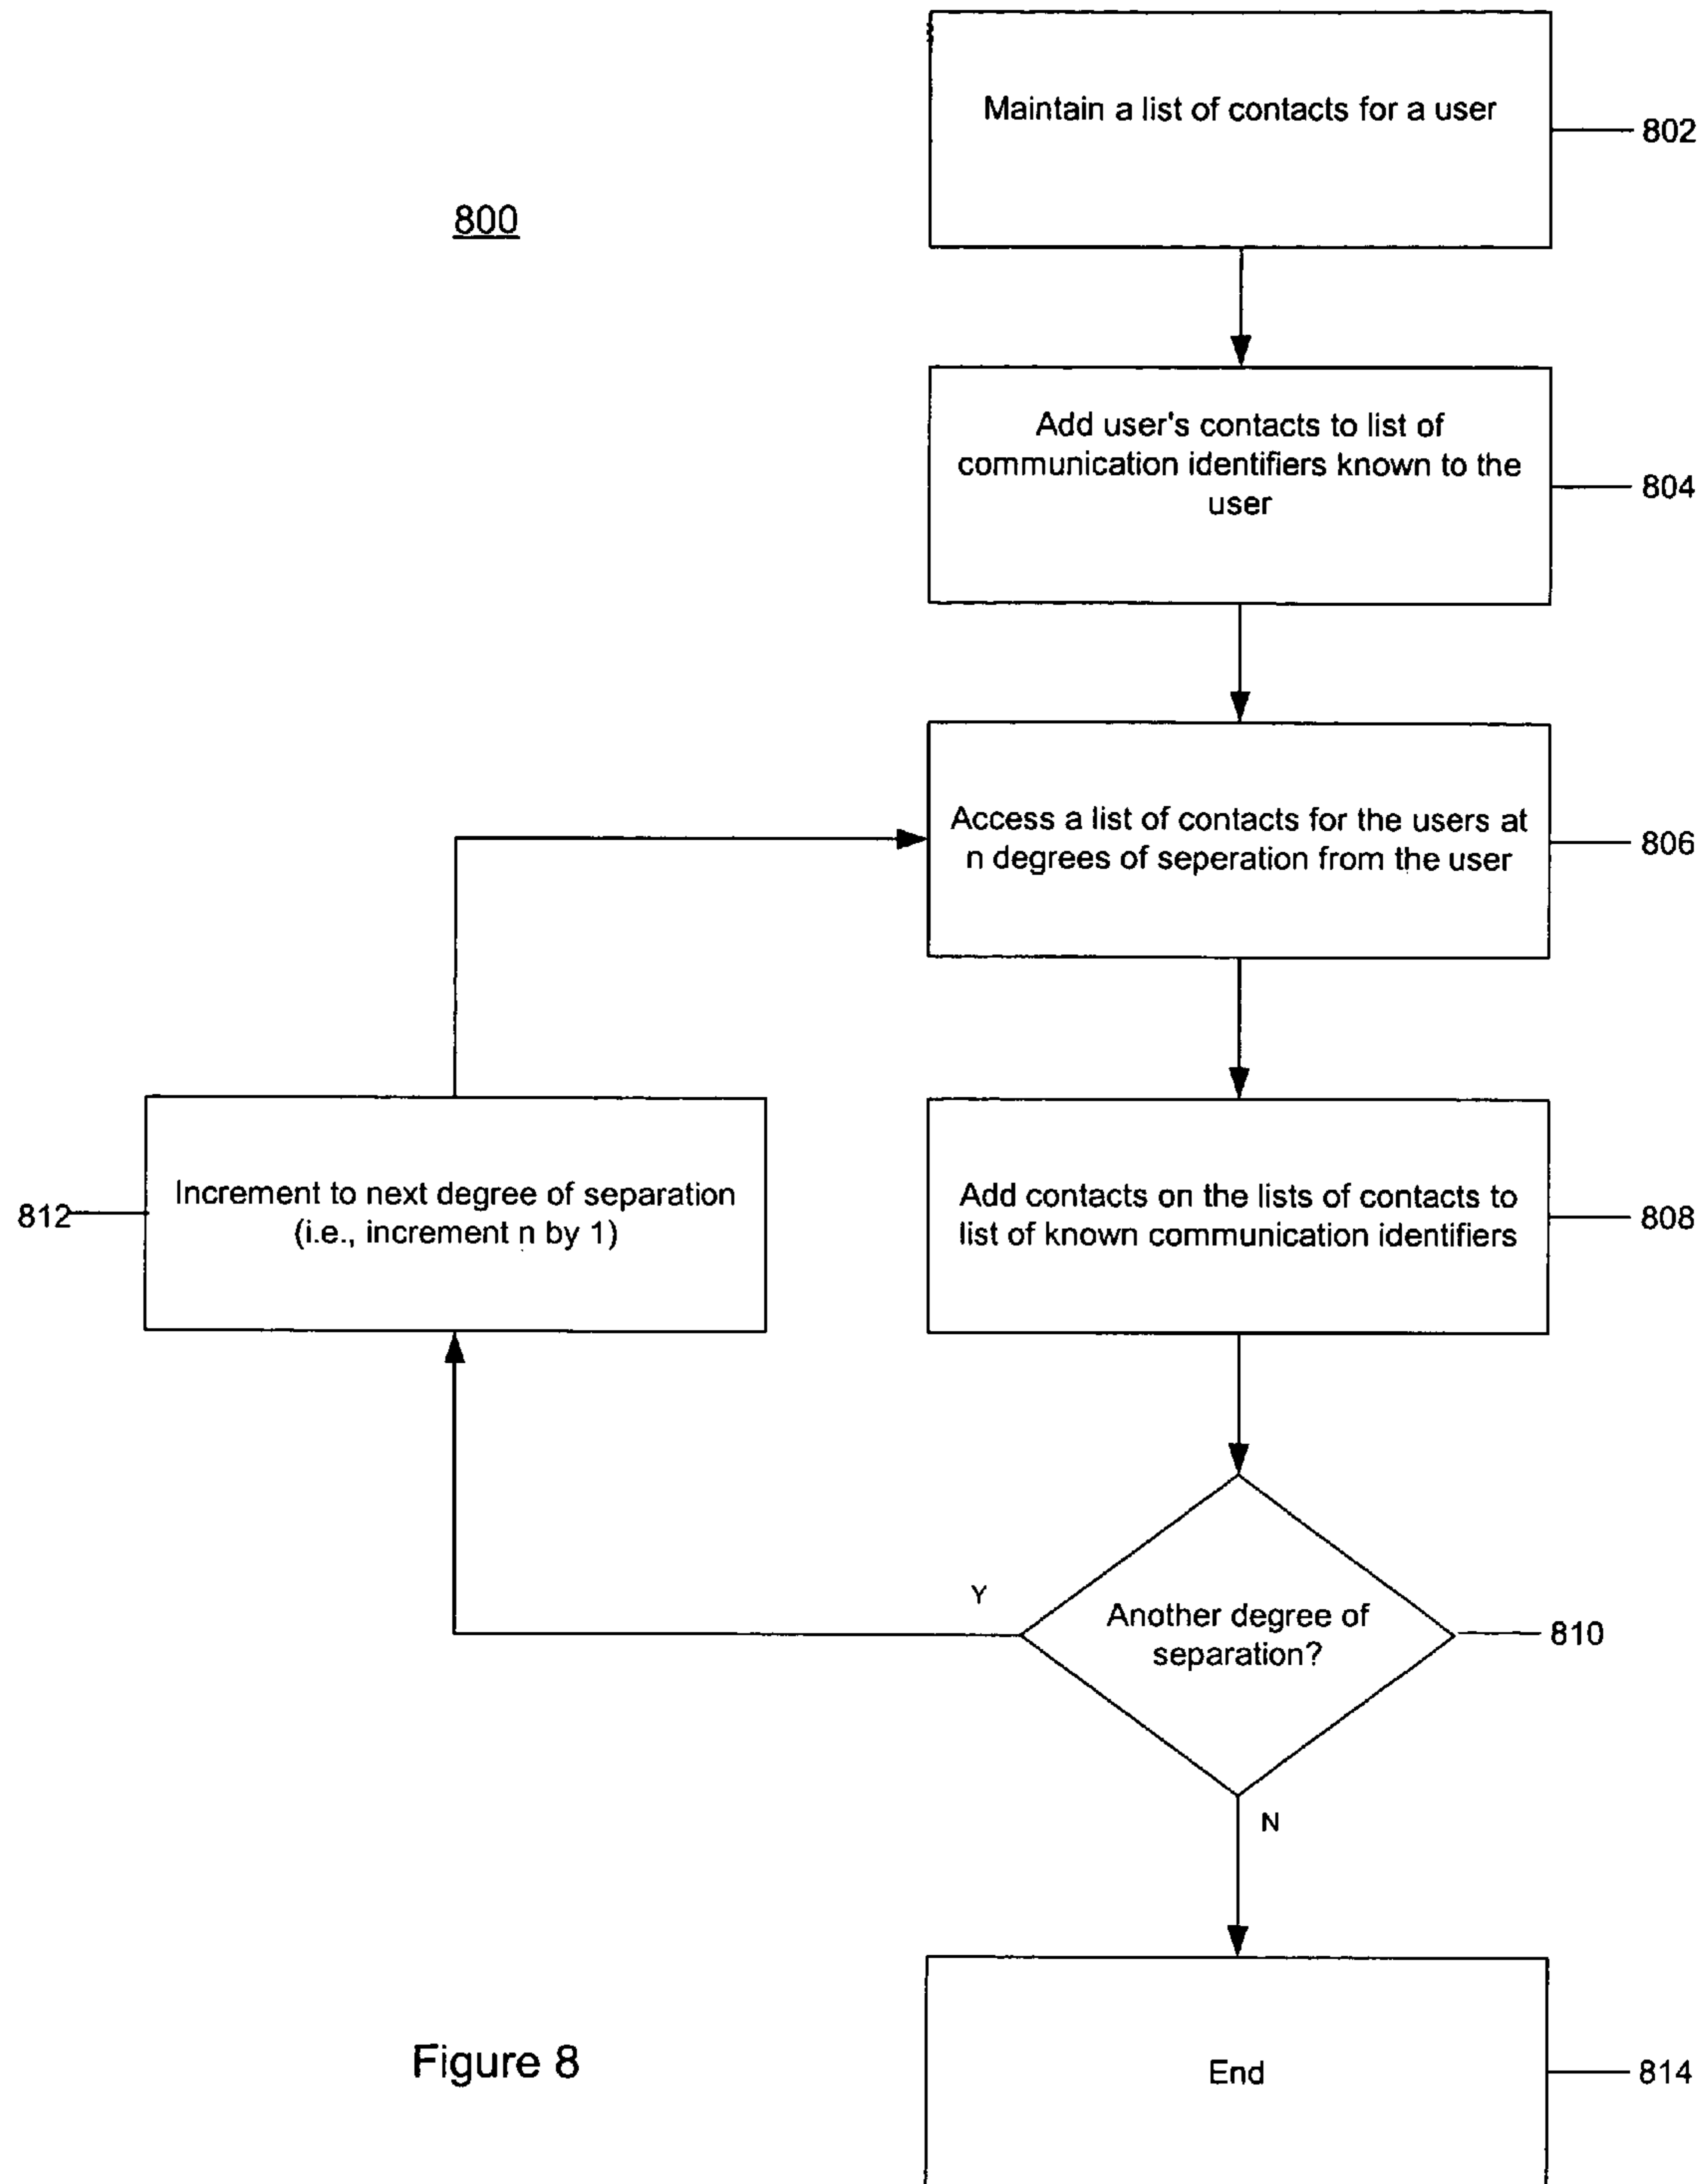 Maintain a list of contacts for a user
802
800
Add user's contacts to list of
communication identifiers known to the
user
804
Access a list of contacts for the users at
n degrees of seperation from the user
806
Increment to next degree of separation
(i.e., increment n by 1)
812
Add contacts on the lists of contacts to
list of known communication identifiers
808
Y
Another degree of
separation?
810
N
End
814
Figure 8